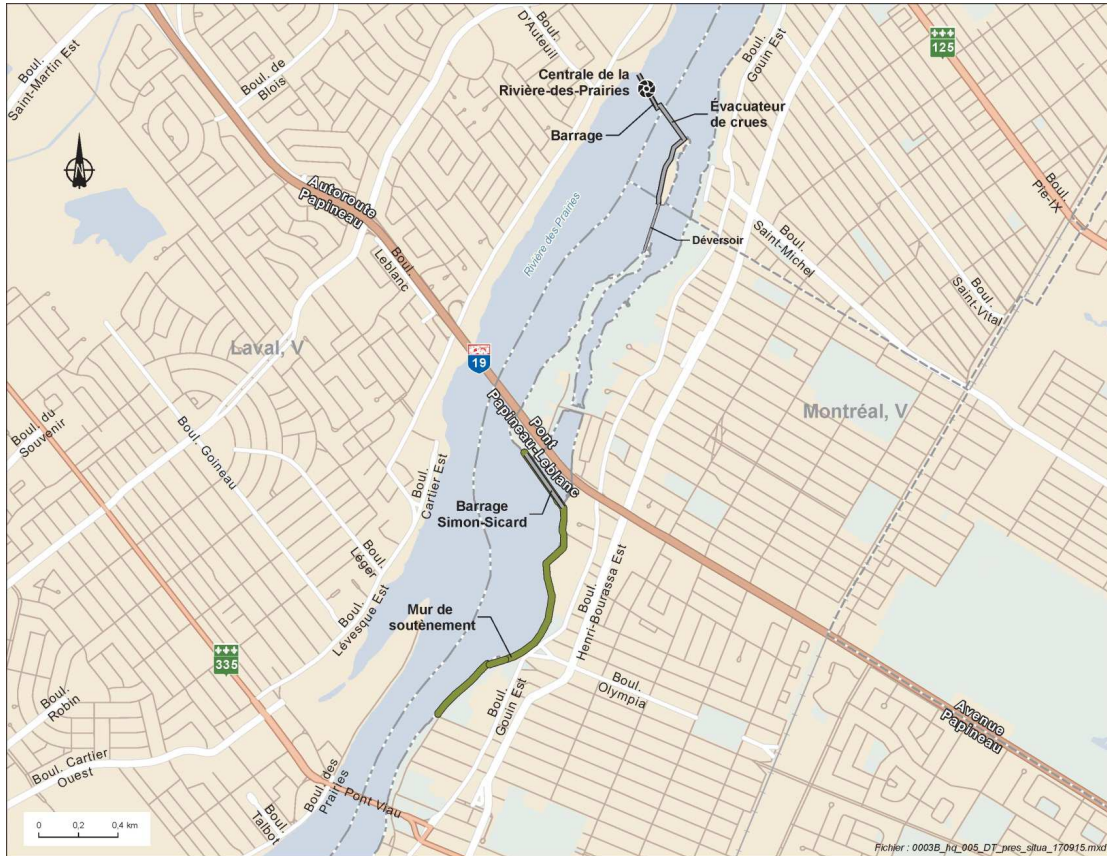 Boul.
Saint-Martin Est
Boul. de
Blois
Boul.
D'Auteuil
Centrale de la
Rivière-des-Prairies
Barrage
Évacuateur
de crues
Boul.
Gouin Est
125
Boul.
Pie-IX
Autoroute
Papineau
Boul.
Leblanc
Rivière des Prairies
Déversoir
Boul.
Saint-Michel
Boul.
Saint-Vital
Laval, V
19
Montréal, V
Boul. du
Souvenir
Boul. Goineau
Boul.
Cartier Est
Pont
Papineau-Leblanc
Barrage
Simon-Sicard
Boul.
Léger
Boul.
Lévesque Est
Mur de
soutènement
Boul.
Henri-Bourassa Est
335
Boul.
Olympia
Boul.
Gouin Est
Boul.
Robin
Avenue
Papineau
Boul. Cartier
Ouest
Boul. des
Prairies
Pont Viau
Boul.
Talbot
0 0,2 0,4 km
Fichier : 0003B_hq_005_DT_pres_situa_170915.mxd